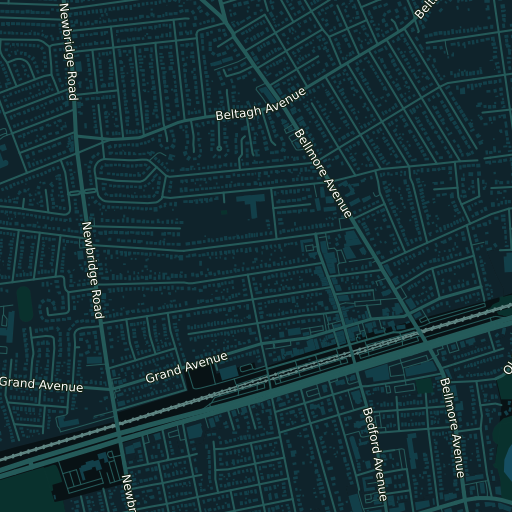 Newbridge Road
Beltagh Avenue
Bellmore Avenue
Newbridge Road
Grand Avenue
Grand Avenue
Bedford Avenue
Bellmore Avenue